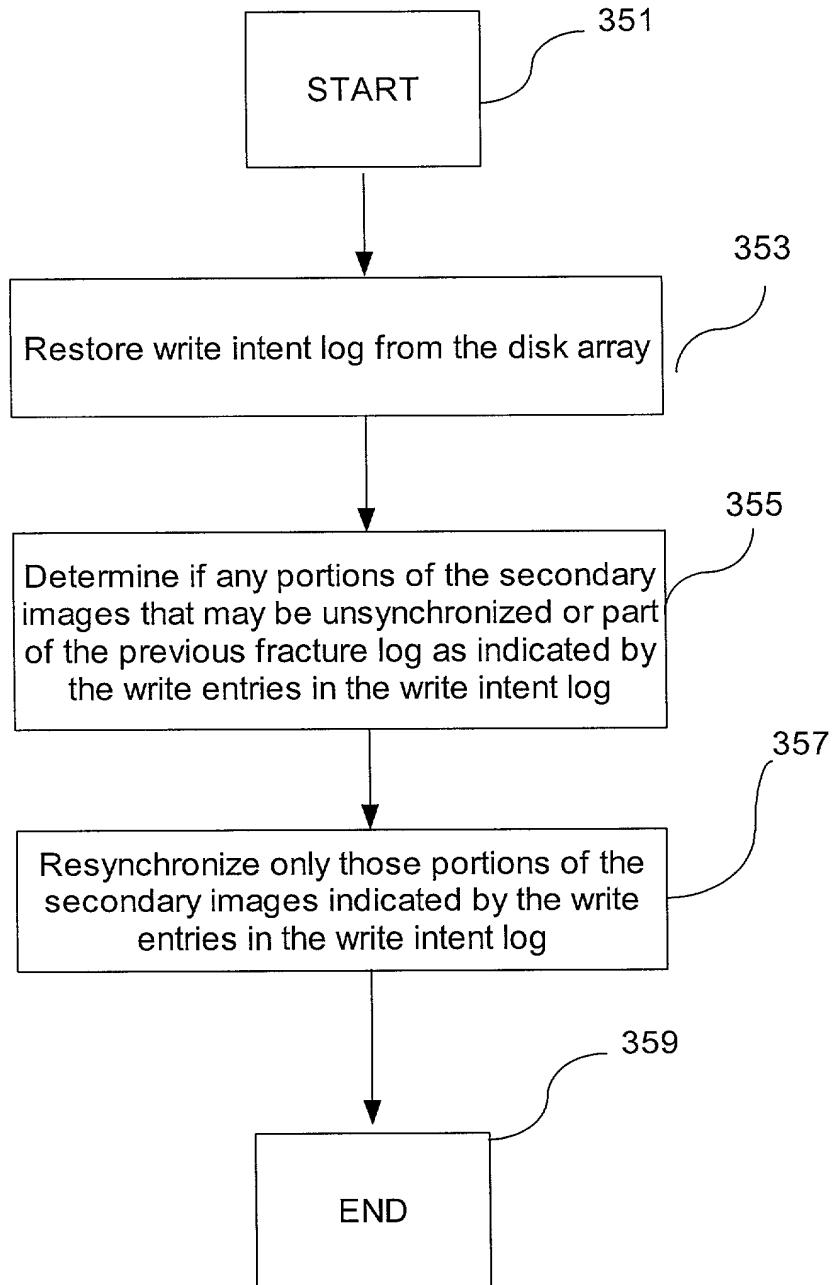 351
START
353
Restore write intent log from the disk array
355
Determine if any portions of the secondary
images that may be unsynchronized or part
of the previous fracture log as indicated by
the write entries in the write intent log
357
Resynchronize only those portions of the
secondary images indicated by the write
entries in the write intent log
359
END